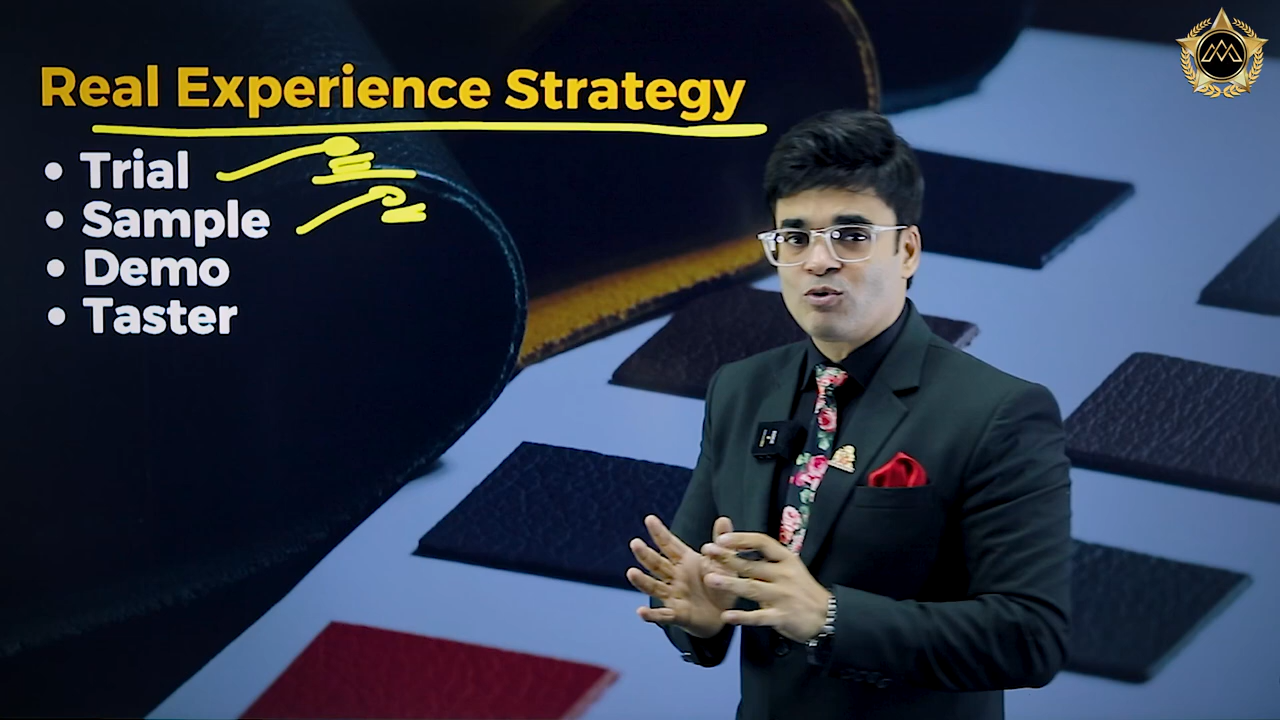 Real Experience Strategy
• Trial
• Sample
• Demo
• Taster